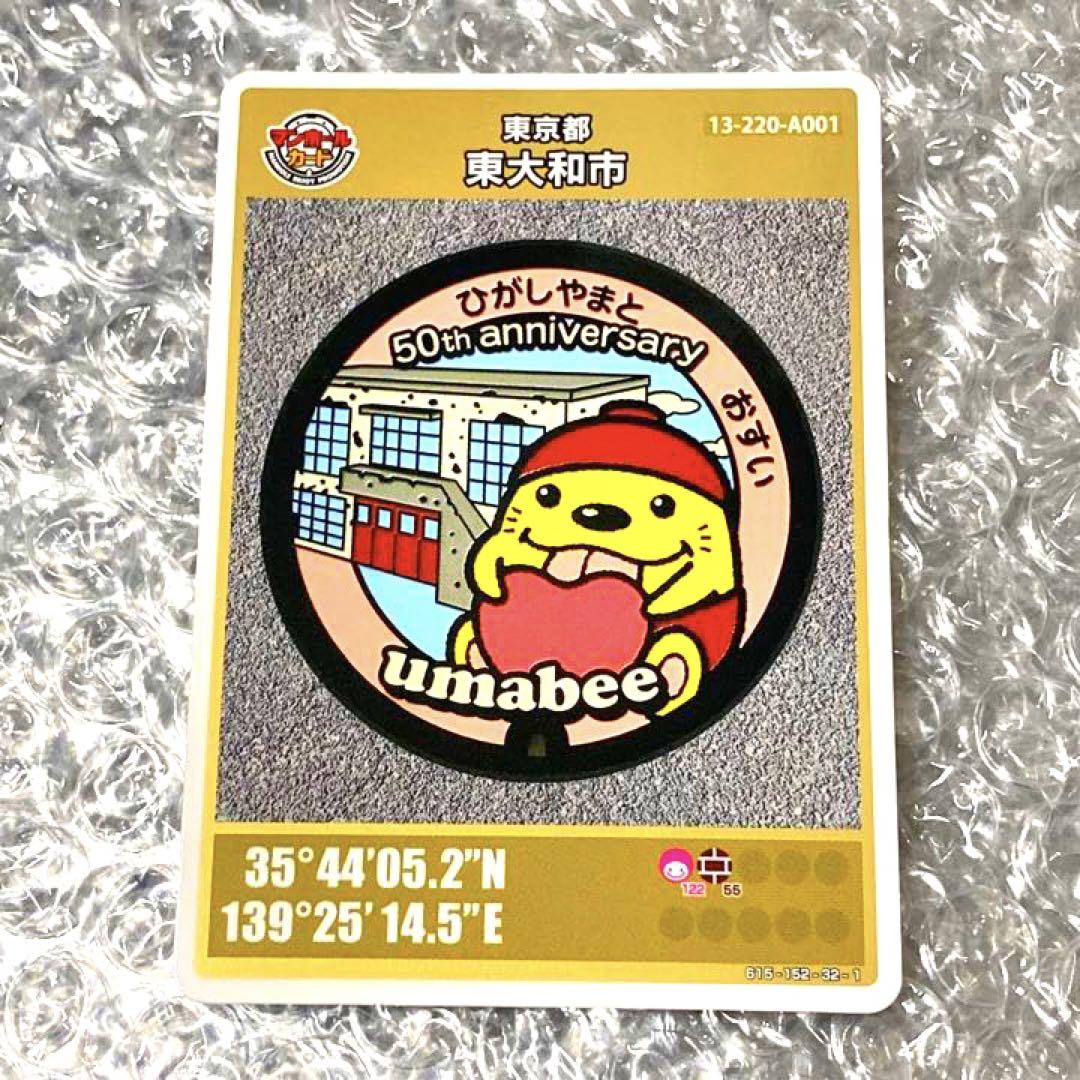 マンホール
カード
東京都
東大和市
13-220-A001
ひがしやまと
50th anniversary
おすい
umabee
35°44'05.2"N
139°25'14.5"E
122
55
615-152-32-1